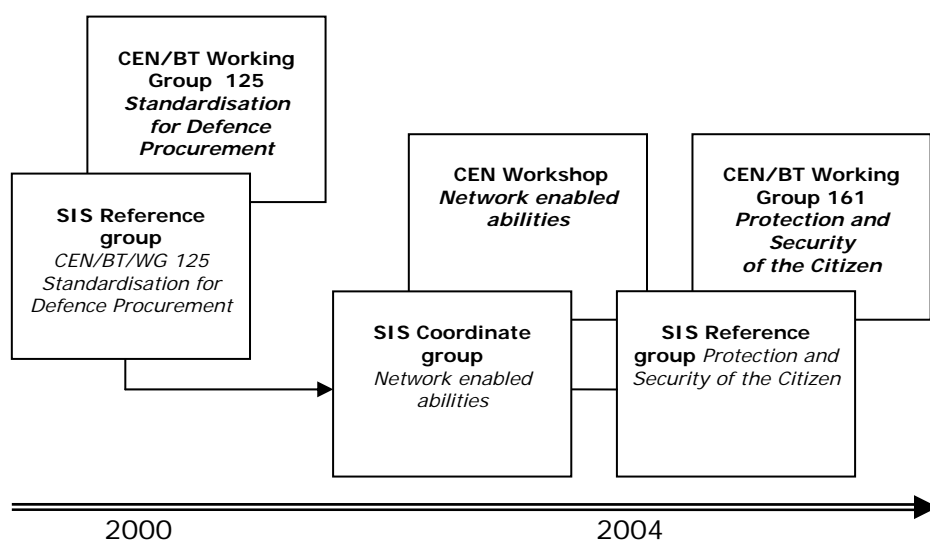 CEN/BT Working
Group 125
Standardisation
for Defence
Procurement
SIS Reference
group
CEN/BT/WG 125
Standardisation for
Defence Procurement
CEN Workshop
Network enabled
abilities
SIS Coordinate
group
Network enabled
abilities
CEN/BT Working
Group 161
Protection and
Security
of the Citizen
SIS Reference
group Protection and
Security of the Citizen
2000
2004